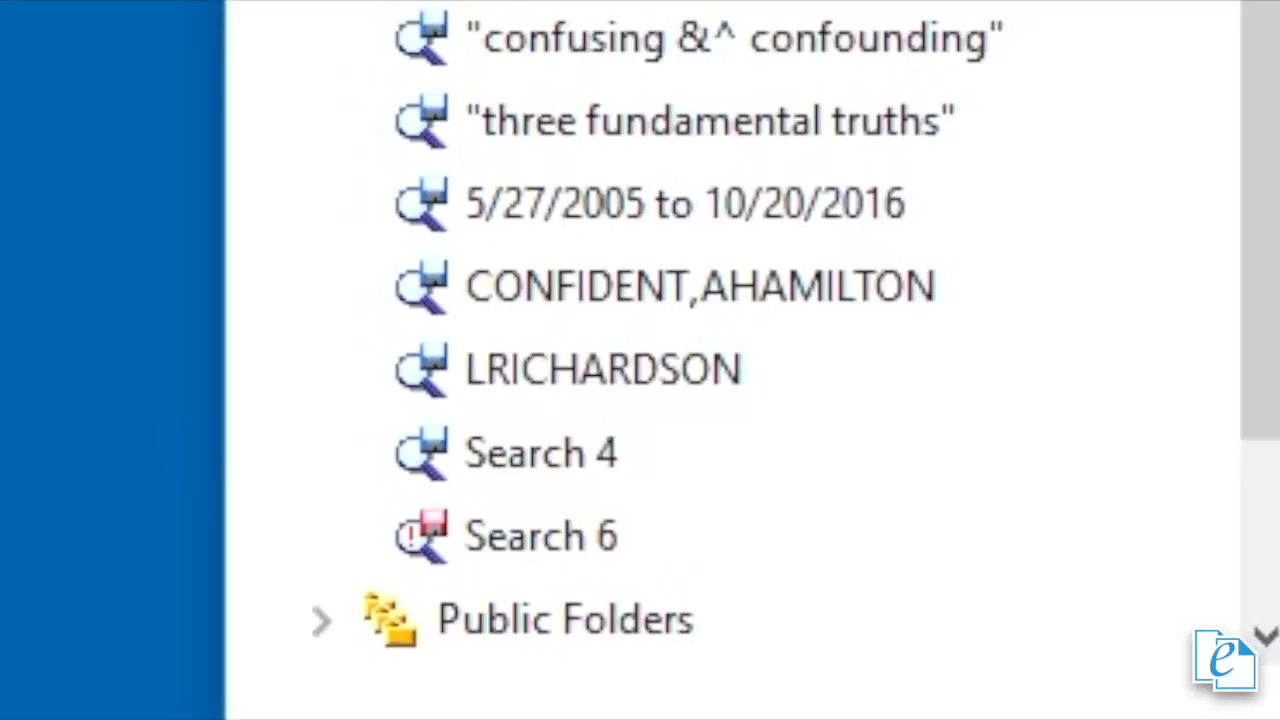 "confusing &^ confounding"
"three fundamental truths"
5/27/2005 to 10/20/2016
CONFIDENT,AHAMILTON
LRICHARDSON
Search 4
Search 6
Public Folders
e